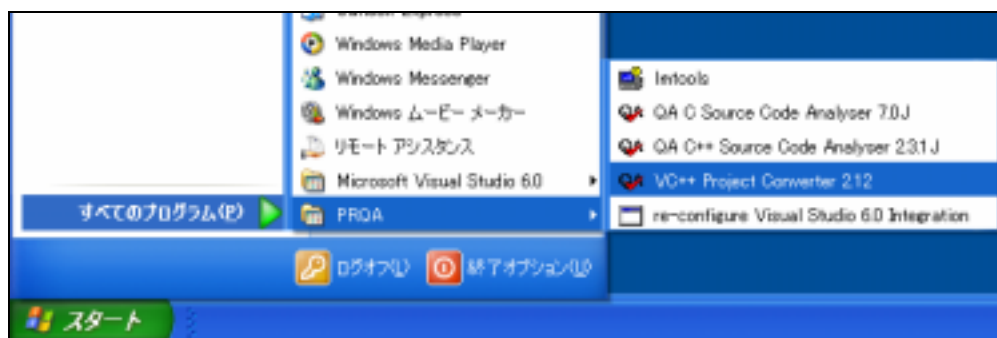 Windows Media Player
Windows Messenger
Windows ムービー メーカー
リモート アシスタンス
Microsoft Visual Studio 6.0
PRQA
すべてのプログラム(P)
lmtools
QA C Source Code Analyser 7.0J
QA C++ Source Code Analyser 2.3.1J
VC++ Project Converter 2.1.2
re-configure Visual Studio 6.0 Integration
ログオフ(L)
終了オプション(U)
スタート